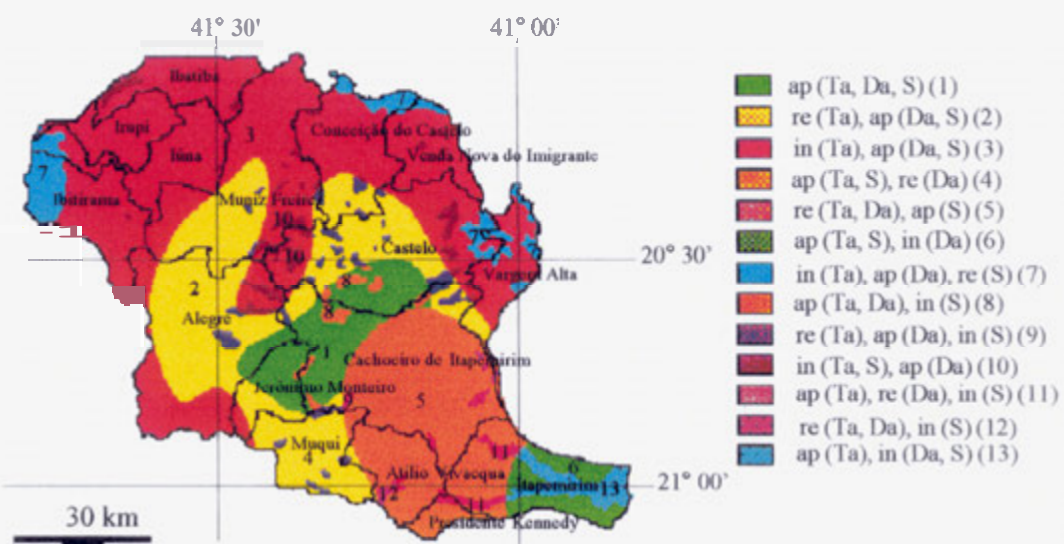 41° 30'
41° 00'
Ibatiba
Irupi
Iúna
3
Conceição do Castelo
7
Venda Nova do Imigrante
7
Ibitirama
Muniz Freire
10
Castelo
7
10
Vargem Alta
20° 30'
2
8
Alegre
8
1
Cachoeiro de Itapemirim
Jerônimo Monteiro
9
5
Muqui
4
11
6
Atílio Vivacqua
Itapemirim 13
21° 00'
12
11
Presidente Kennedy
30 km
ap (Ta, Da, S) (1)
re (Ta), ap (Da, S) (2)
in (Ta), ap (Da, S) (3)
ap (Ta, S), re (Da) (4)
re (Ta, Da), ap (S) (5)
ap (Ta, S), in (Da) (6)
in (Ta), ap (Da), re (S) (7)
ap (Ta, Da), in (S) (8)
re (Ta), ap (Da), in (S) (9)
in (Ta, S), ap (Da) (10)
ap (Ta), re (Da), in (S) (11)
re (Ta, Da), in (S) (12)
ap (Ta), in (Da, S) (13)